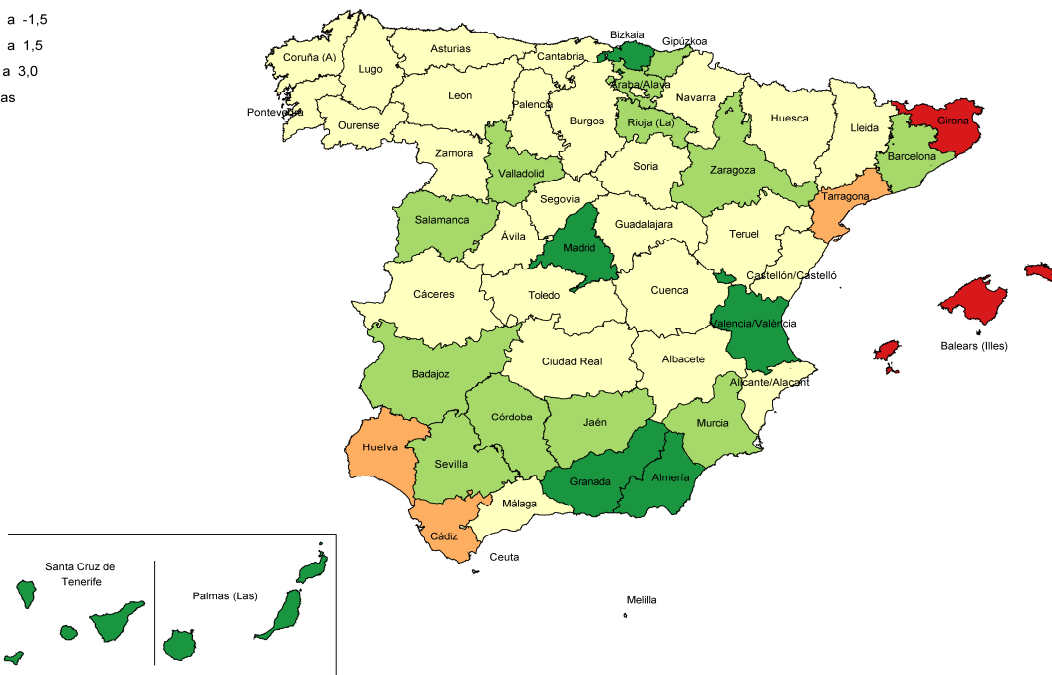 a -1,5
a 1,5
a 3,0
as
Bizkaia
Gipúzkoa
Coruña (A)
Lugo
Asturias
Cantabria
Araba/Álava
Navarra
Pontevedra
Ourense
León
Palencia
Burgos
Rioja (La)
Huesca
Lleida
Girona
Barcelona
Zamora
Valladolid
Soria
Zaragoza
Tarragona
Salamanca
Segovia
Ávila
Madrid
Guadalajara
Teruel
Castellón/Castelló
Cáceres
Toledo
Cuenca
Valencia/València
Balears (Illes)
Badajoz
Ciudad Real
Albacete
Alicante/Alacant
Huelva
Córdoba
Jaén
Murcia
Sevilla
Granada
Almería
Málaga
Cádiz
Ceuta
Melilla
Santa Cruz de
Tenerife
Palmas (Las)